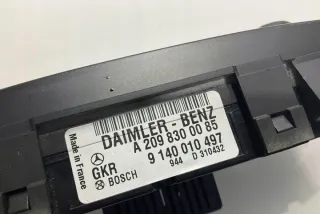 DAIMLER-BENZ
A 209 830 00 85
9 140 010 497
944 D 310432
Made in France
GKR
BOSCH